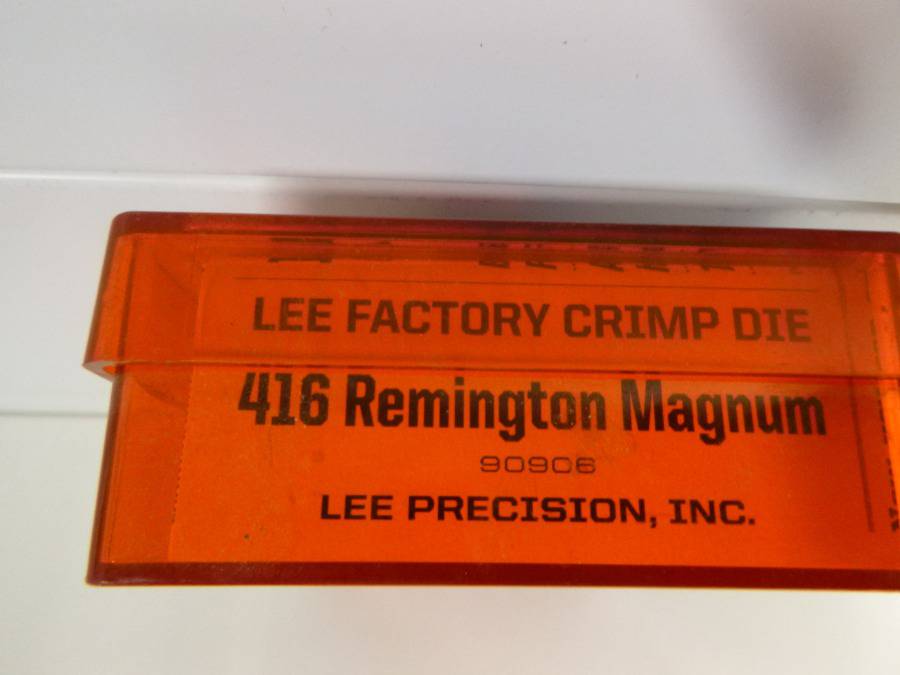 LEE FACTORY CRIMP DIE
416 Remington Magnum
90906
LEE PRECISION, INC.